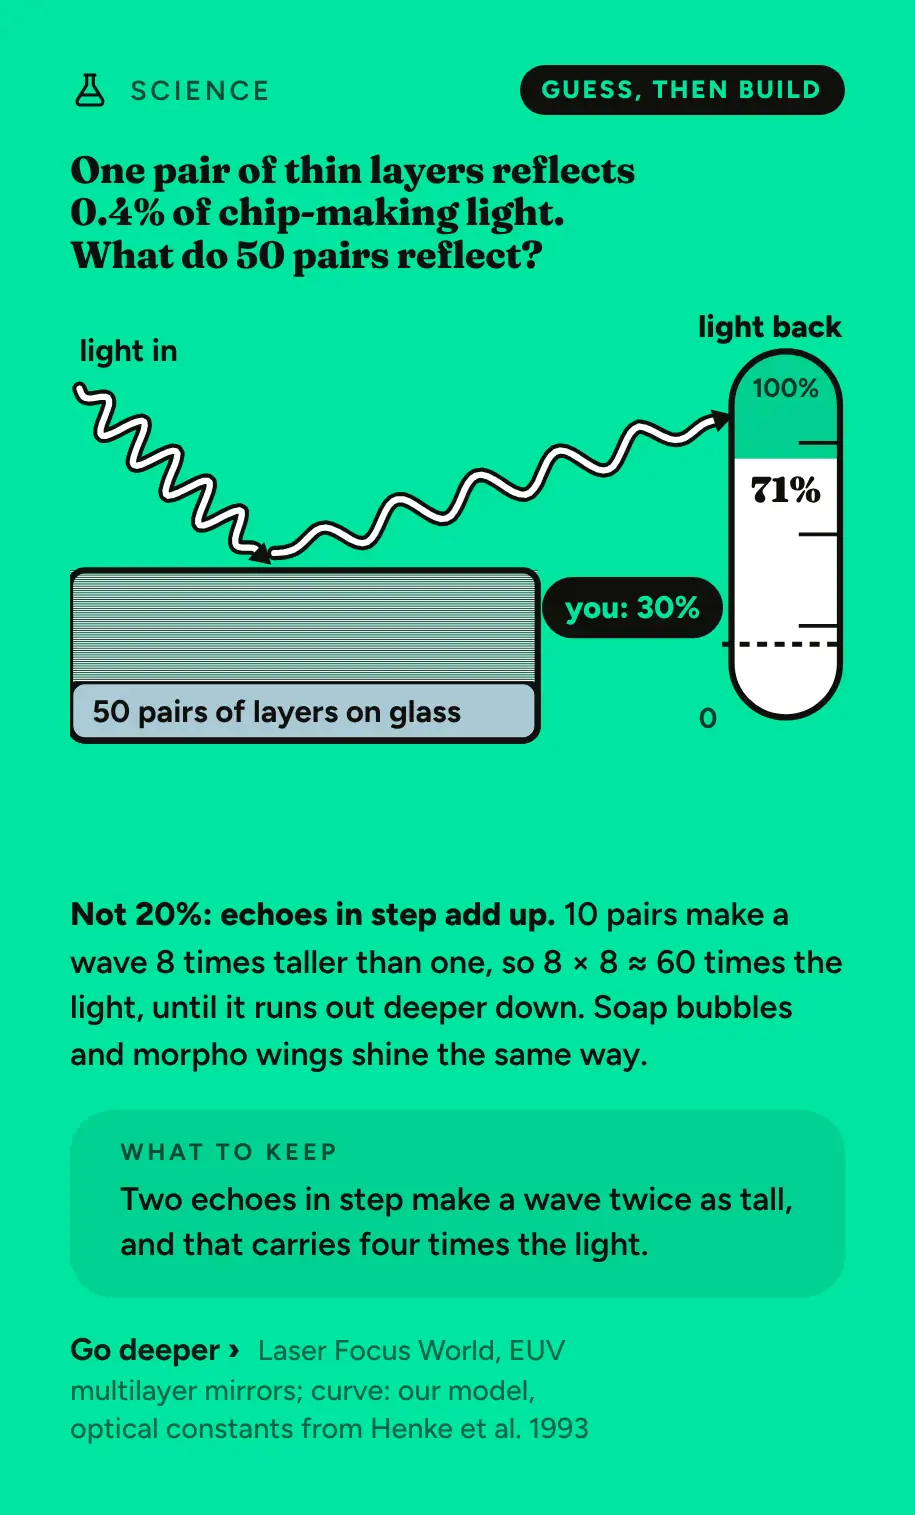 SCIENCE
GUESS, THEN BUILD
One pair of thin layers reflects
0.4% of chip-making light.
What do 50 pairs reflect?
light back
light in
100%
71%
you: 30%
50 pairs of layers on glass
0
Not 20%: echoes in step add up. 10 pairs make a
wave 8 times taller than one, so 8 × 8 ≈ 60 times the
light, until it runs out deeper down. Soap bubbles
and morpho wings shine the same way.
WHAT TO KEEP
Two echoes in step make a wave twice as tall,
and that carries four times the light.
Go deeper › Laser Focus World, EUV
multilayer mirrors; curve: our model,
optical constants from Henke et al. 1993